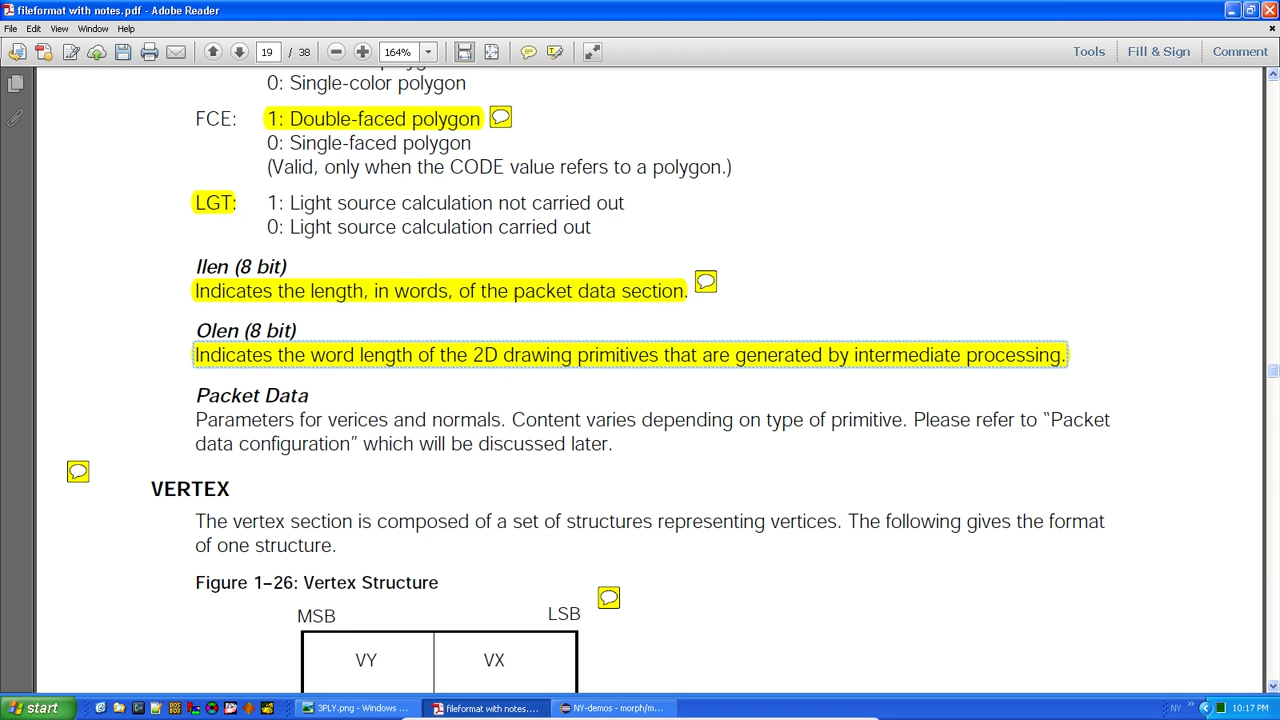 fileformat with notes.pdf - Adobe Reader
File Edit View Window Help
19 / 38 164% Tools Fill & Sign Comment
0: Single-color polygon
FCE: 1: Double-faced polygon
0: Single-faced polygon
(Valid, only when the CODE value refers to a polygon.)
LGT: 1: Light source calculation not carried out
0: Light source calculation carried out
Ilen (8 bit)
Indicates the length, in words, of the packet data section.
Olen (8 bit)
Indicates the word length of the 2D drawing primitives that are generated by intermediate processing.
Packet Data
Parameters for verices and normals. Content varies depending on type of primitive. Please refer to “Packet
data configuration” which will be discussed later.
VERTEX
The vertex section is composed of a set of structures representing vertices. The following gives the format
of one structure.
Figure 1–26: Vertex Structure
MSB LSB
VY VX
start 3PLY.png - Windows ... fileformat with notes.... NY-demos - morph/m... NY 10:17 PM